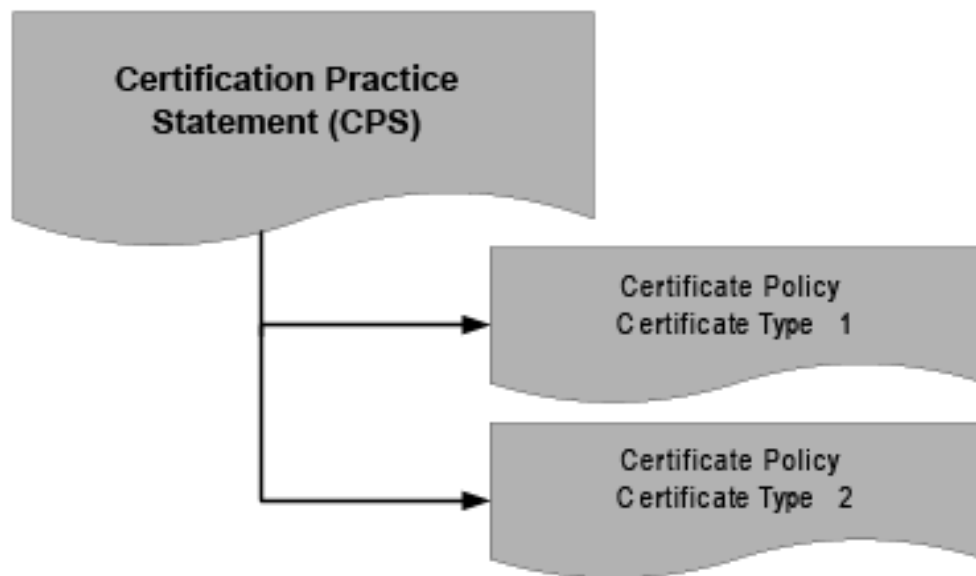 Certification Practice
Statement (CPS)
Certificate Policy
Certificate Type 1
Certificate Policy
Certificate Type 2